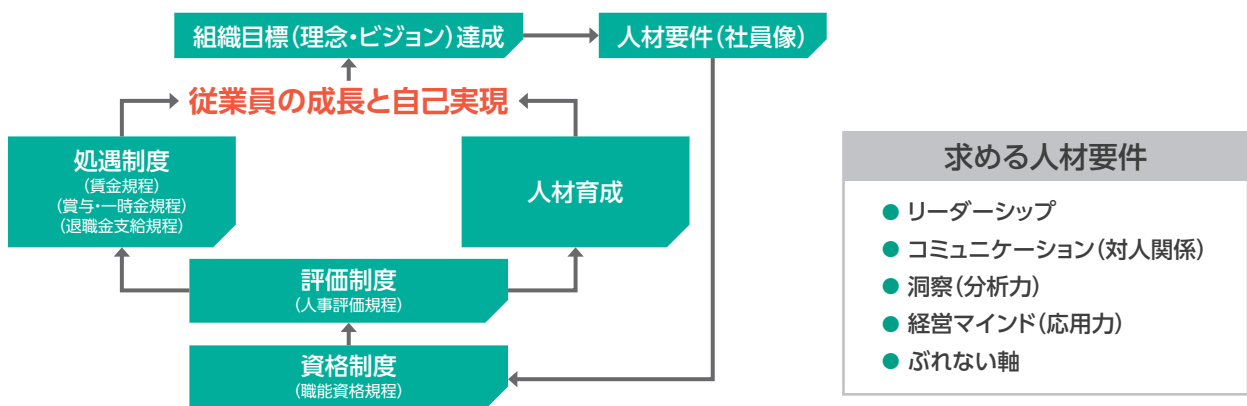 組織目標(理念・ビジョン)達成
人材要件(社員像)
従業員の成長と自己実現
処遇制度
(賃金規程)
(賞与・一時金規程)
(退職金支給規程)
人材育成
評価制度
(人事評価規程)
資格制度
(職能資格規程)
求める人材要件
● リーダーシップ
● コミュニケーション(対人関係)
● 洞察(分析力)
● 経営マインド(応用力)
● ぶれない軸